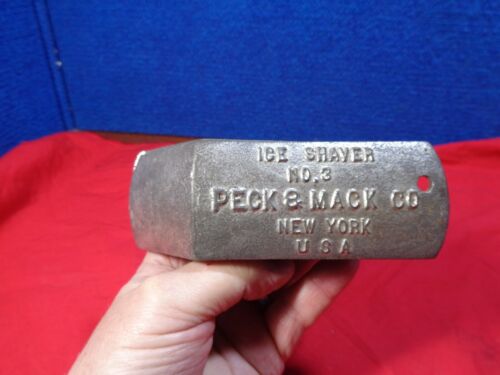 ICE SHAVER
NO.3
PECK & MACK CO
NEW YORK
USA